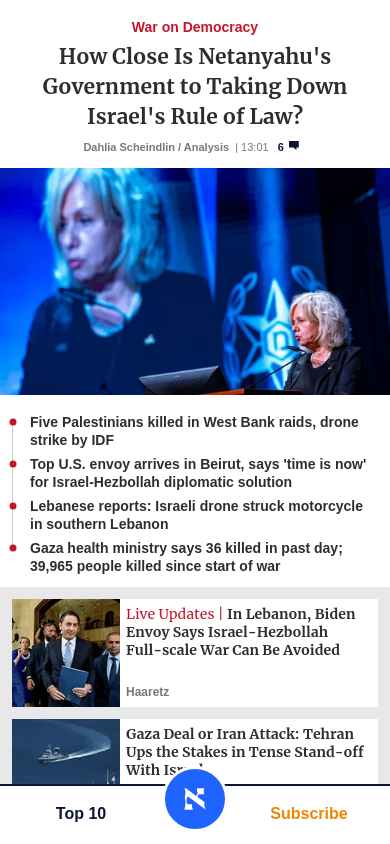 War on Democracy
How Close Is Netanyahu's
Government to Taking Down
Israel's Rule of Law?
Dahlia Scheindlin / Analysis | 13:01 6
Five Palestinians killed in West Bank raids, drone
strike by IDF
Top U.S. envoy arrives in Beirut, says 'time is now'
for Israel-Hezbollah diplomatic solution
Lebanese reports: Israeli drone struck motorcycle
in southern Lebanon
Gaza health ministry says 36 killed in past day;
39,965 people killed since start of war
Live Updates | In Lebanon, Biden
Envoy Says Israel-Hezbollah
Full-scale War Can Be Avoided
Haaretz
Gaza Deal or Iran Attack: Tehran
Ups the Stakes in Tense Stand-off
With
Top 10
Subscribe